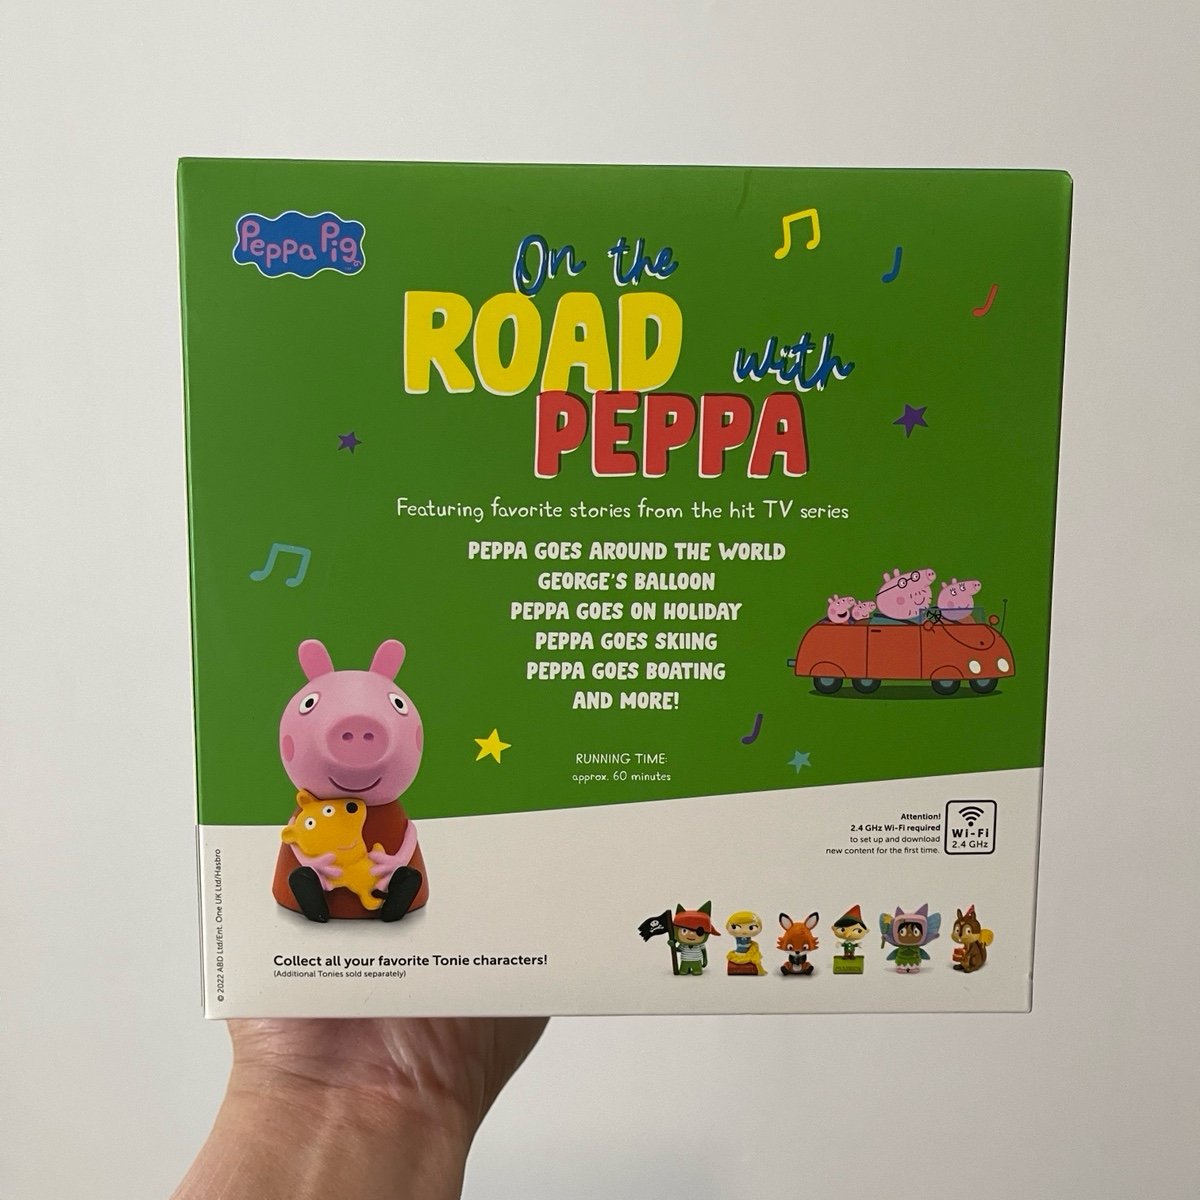 Peppa Pig
On the
ROAD with
PEPPA
Featuring favorite stories from the hit TV series
PEPPA GOES AROUND THE WORLD
GEORGE'S BALLOON
PEPPA GOES ON HOLIDAY
PEPPA GOES SKIING
PEPPA GOES BOATING
AND MORE!
RUNNING TIME:
approx. 60 minutes
Attention!
2.4 GHz Wi-Fi required
to set up and download
new content for the first time.
Wi-Fi
2.4 GHz
© 2022 ABD Ltd/Ent. One UK Ltd/Hasbro
Collect all your favorite Tonie characters!
(Additional Tonies sold separately)